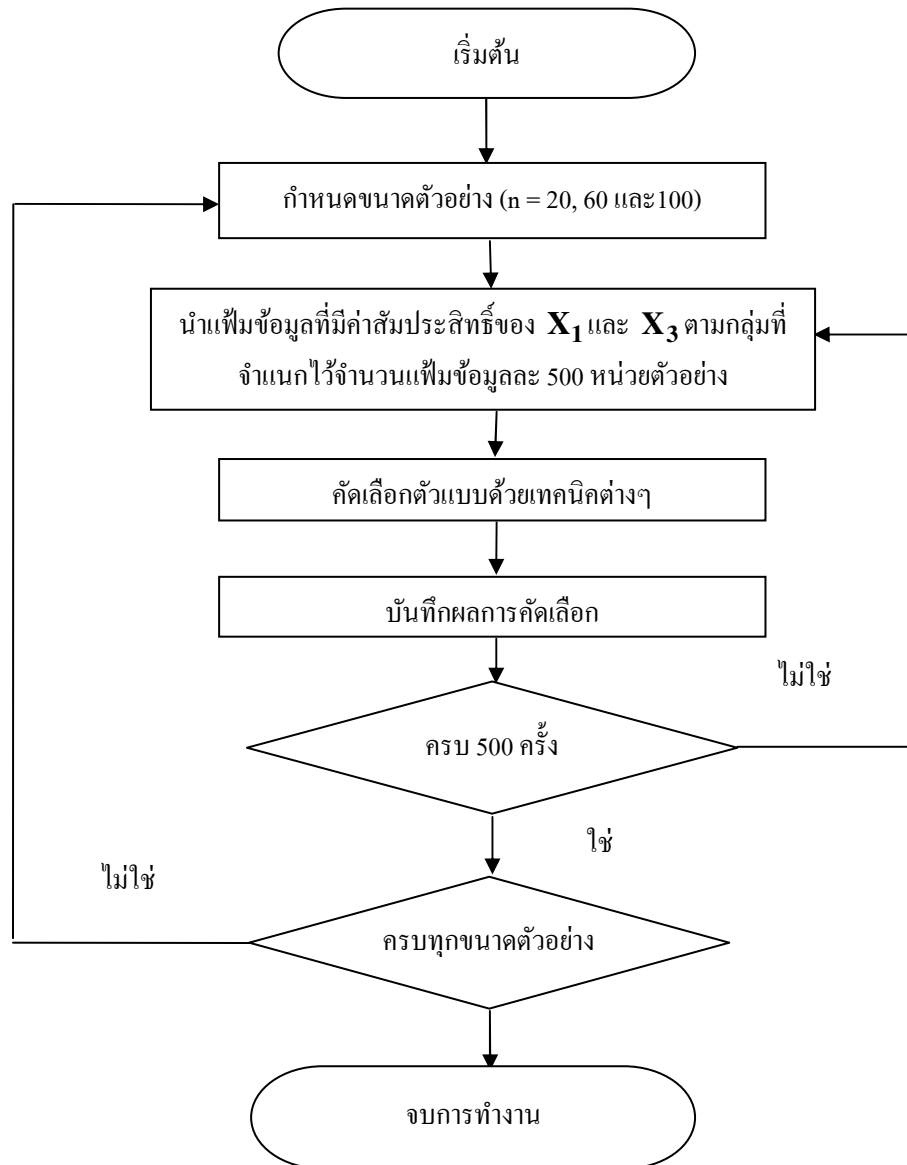 เริ่มต้น
กำหนดขนาดตัวอย่าง (n = 20, 60 และ100)
นำแฟ้มข้อมูลที่มีค่าสัมประสิทธิ์ของ X₁ และ X₃ ตามกลุ่มที่
จำแนกไว้จำนวนแฟ้มข้อมูลละ 500 หน่วยตัวอย่าง
คัดเลือกตัวแบบด้วยเทคนิคต่างๆ
บันทึกผลการคัดเลือก
ไม่ใช่
ครบ 500 ครั้ง
ใช่
ไม่ใช่
ครบทุกขนาดตัวอย่าง
จบการทำงาน